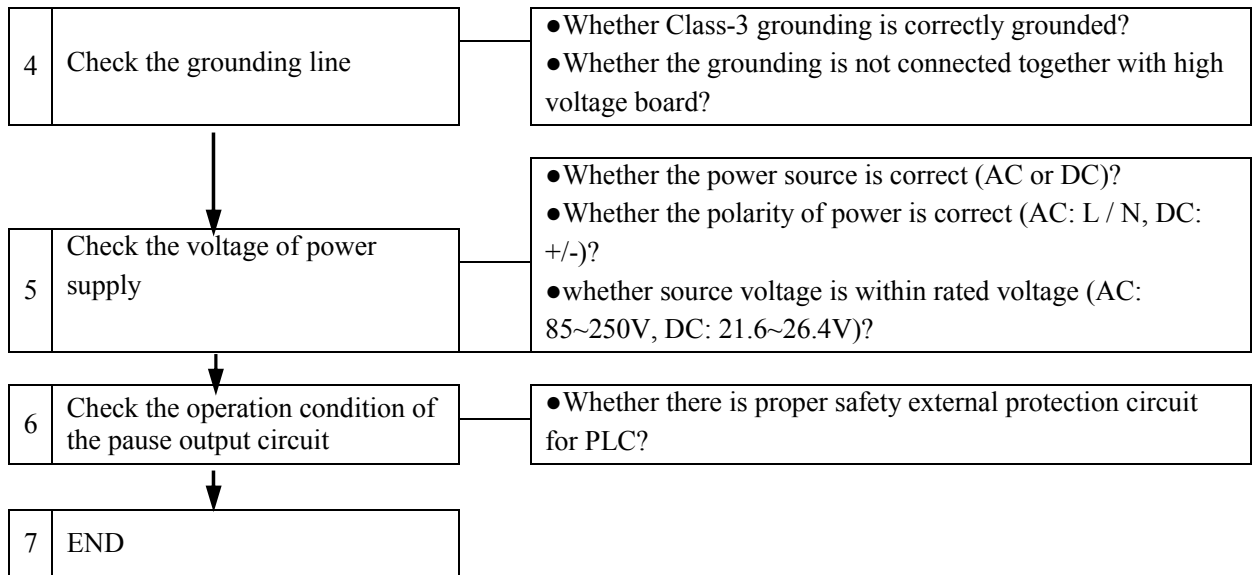 4
Check the grounding line
●Whether Class-3 grounding is correctly grounded?
●Whether the grounding is not connected together with high
voltage board?
5
Check the voltage of power
supply
●Whether the power source is correct (AC or DC)?
●Whether the polarity of power is correct (AC: L / N, DC:
+/-)?
●whether source voltage is within rated voltage (AC:
85~250V, DC: 21.6~26.4V)?
6
Check the operation condition of
the pause output circuit
●Whether there is proper safety external protection circuit
for PLC?
7
END